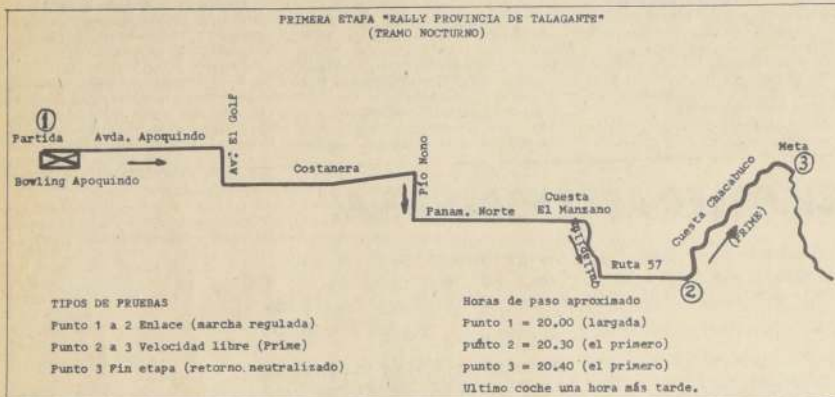 PRIMERA ETAPA "RALLY PROVINCIA DE TALAGANTE"
(TRAMO NOCTURNO)
1
Partida
Avda. Apoquindo
Bowling Apoquindo
Av. El Golf
Costanera
Pío Nono
Panam. Norte
Cuesta
El Manzano
Quilapilún
Ruta 57
2
Cuesta Chacabuco
(PRIME)
Meta
3
TIPOS DE PRUEBAS
Punto 1 a 2 Enlace (marcha regulada)
Punto 2 a 3 Velocidad libre (Prime)
Punto 3 Fin etapa (retorno neutralizado)
Horas de paso aproximado
Punto 1 = 20.00 (largada)
punto 2 = 20.30 (el primero)
punto 3 = 20.40 (el primero)
Ultimo coche una hora más tarde.